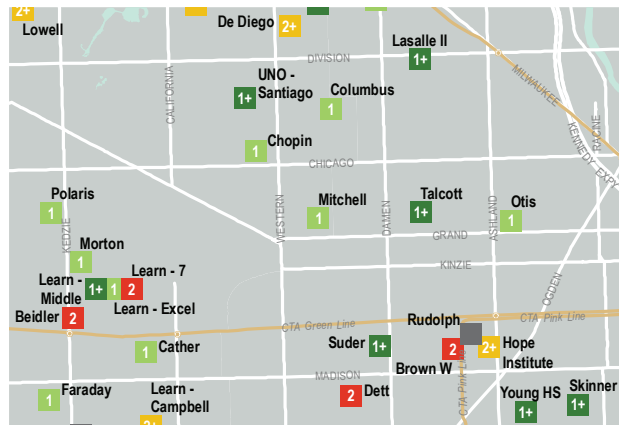 2+
Lowell
De Diego
2+
Lasalle II
1+
DIVISION
MILWAUKEE
CALIFORNIA
UNO -
Santiago
1+
Columbus
1
KENNEDY EXPY
RACINE
Chopin
1
CHICAGO
Polaris
1
KEDZIE
WESTERN
Mitchell
1
DAMEN
Talcott
1+
ASHLAND
Otis
1
GRAND
Morton
1
KINZIE
Learn -
Middle
1+
1
2
Learn - 7
Learn - Excel
OGDEN
Beidler
2
CTA Green Line
Rudolph
CTA Pink Line
Cather
1
Suder
1+
2
Brown W
2+
Hope
Institute
CTA Pink Line
MADISON
Faraday
1
Learn -
Campbell
2+
2
Dett
Young HS
1+
Skinner
1+